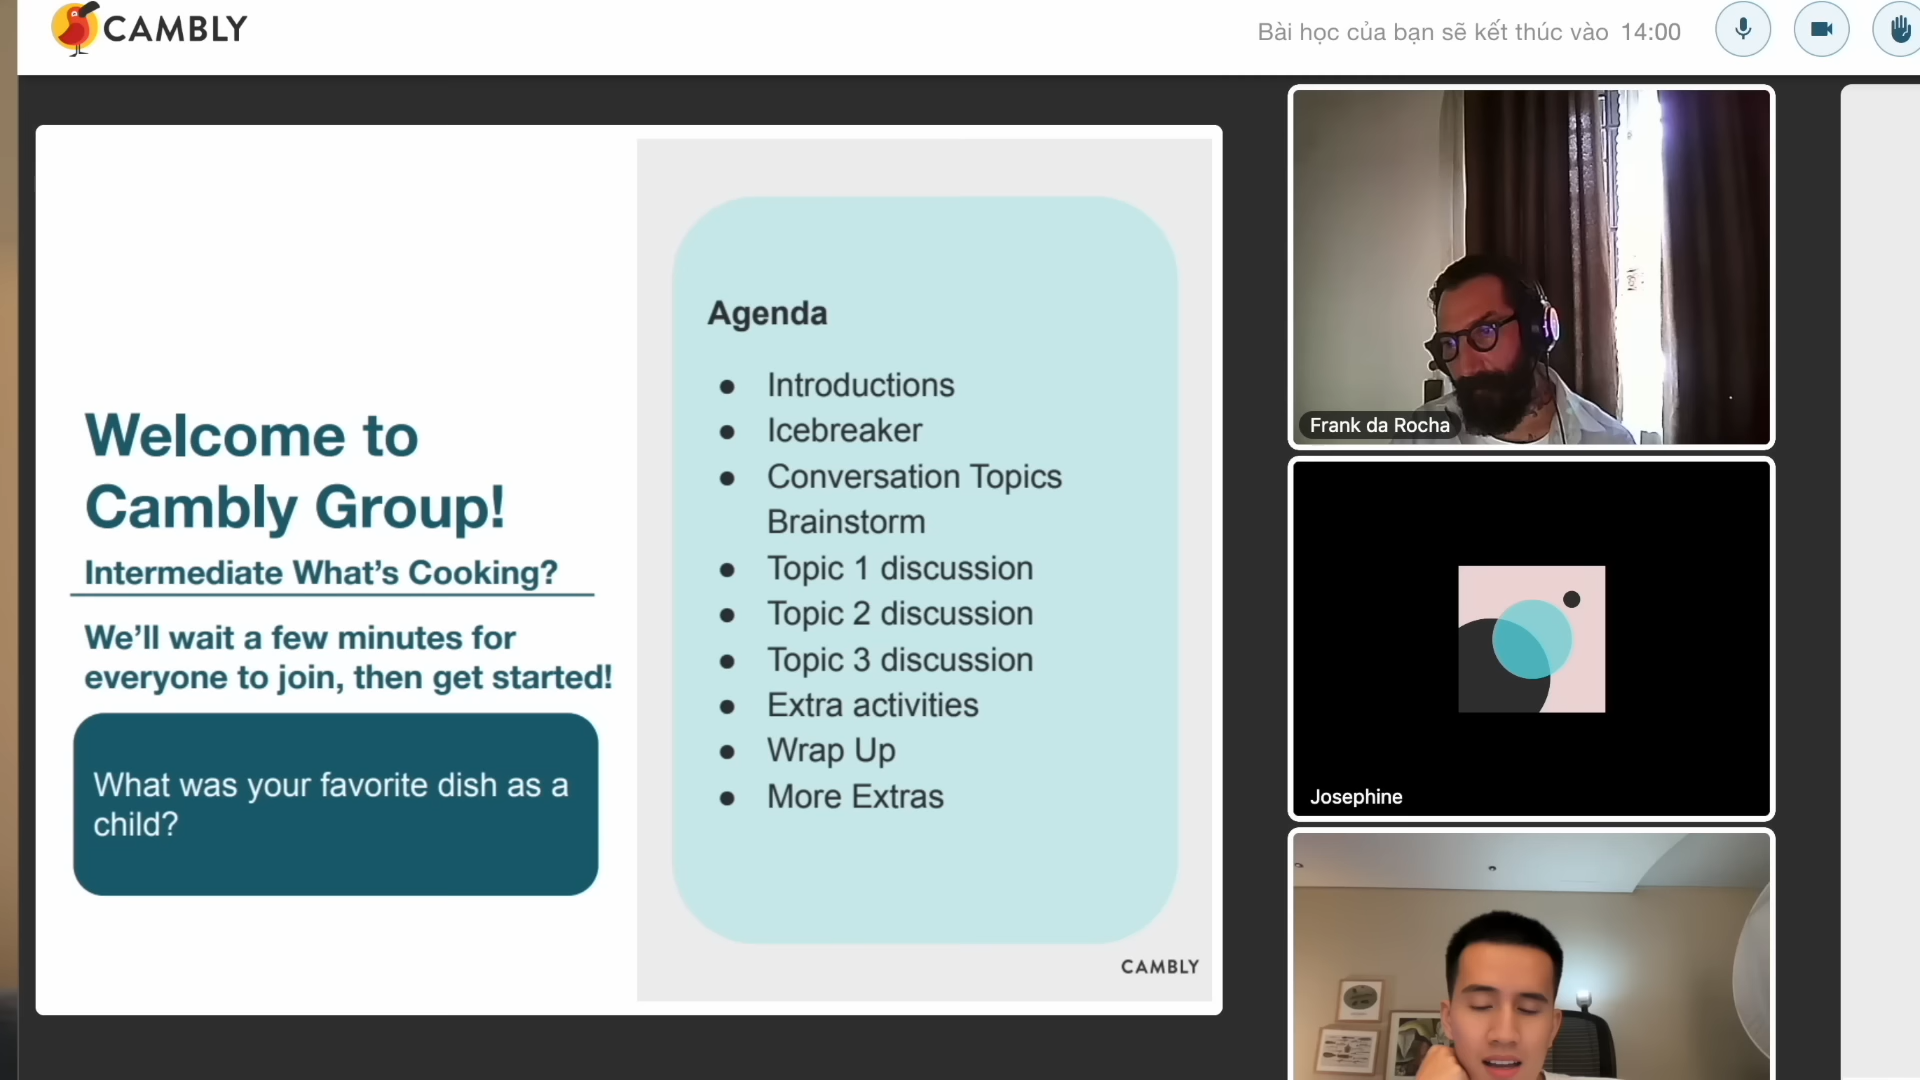 CAMBLY
Bài học của bạn sẽ kết thúc vào 14:00
Welcome to
Cambly Group!
Intermediate What's Cooking?
We'll wait a few minutes for
everyone to join, then get started!
What was your favorite dish as a
child?
Agenda
● Introductions
● Icebreaker
● Conversation Topics
Brainstorm
● Topic 1 discussion
● Topic 2 discussion
● Topic 3 discussion
● Extra activities
● Wrap Up
● More Extras
CAMBLY
Frank da Rocha
Josephine